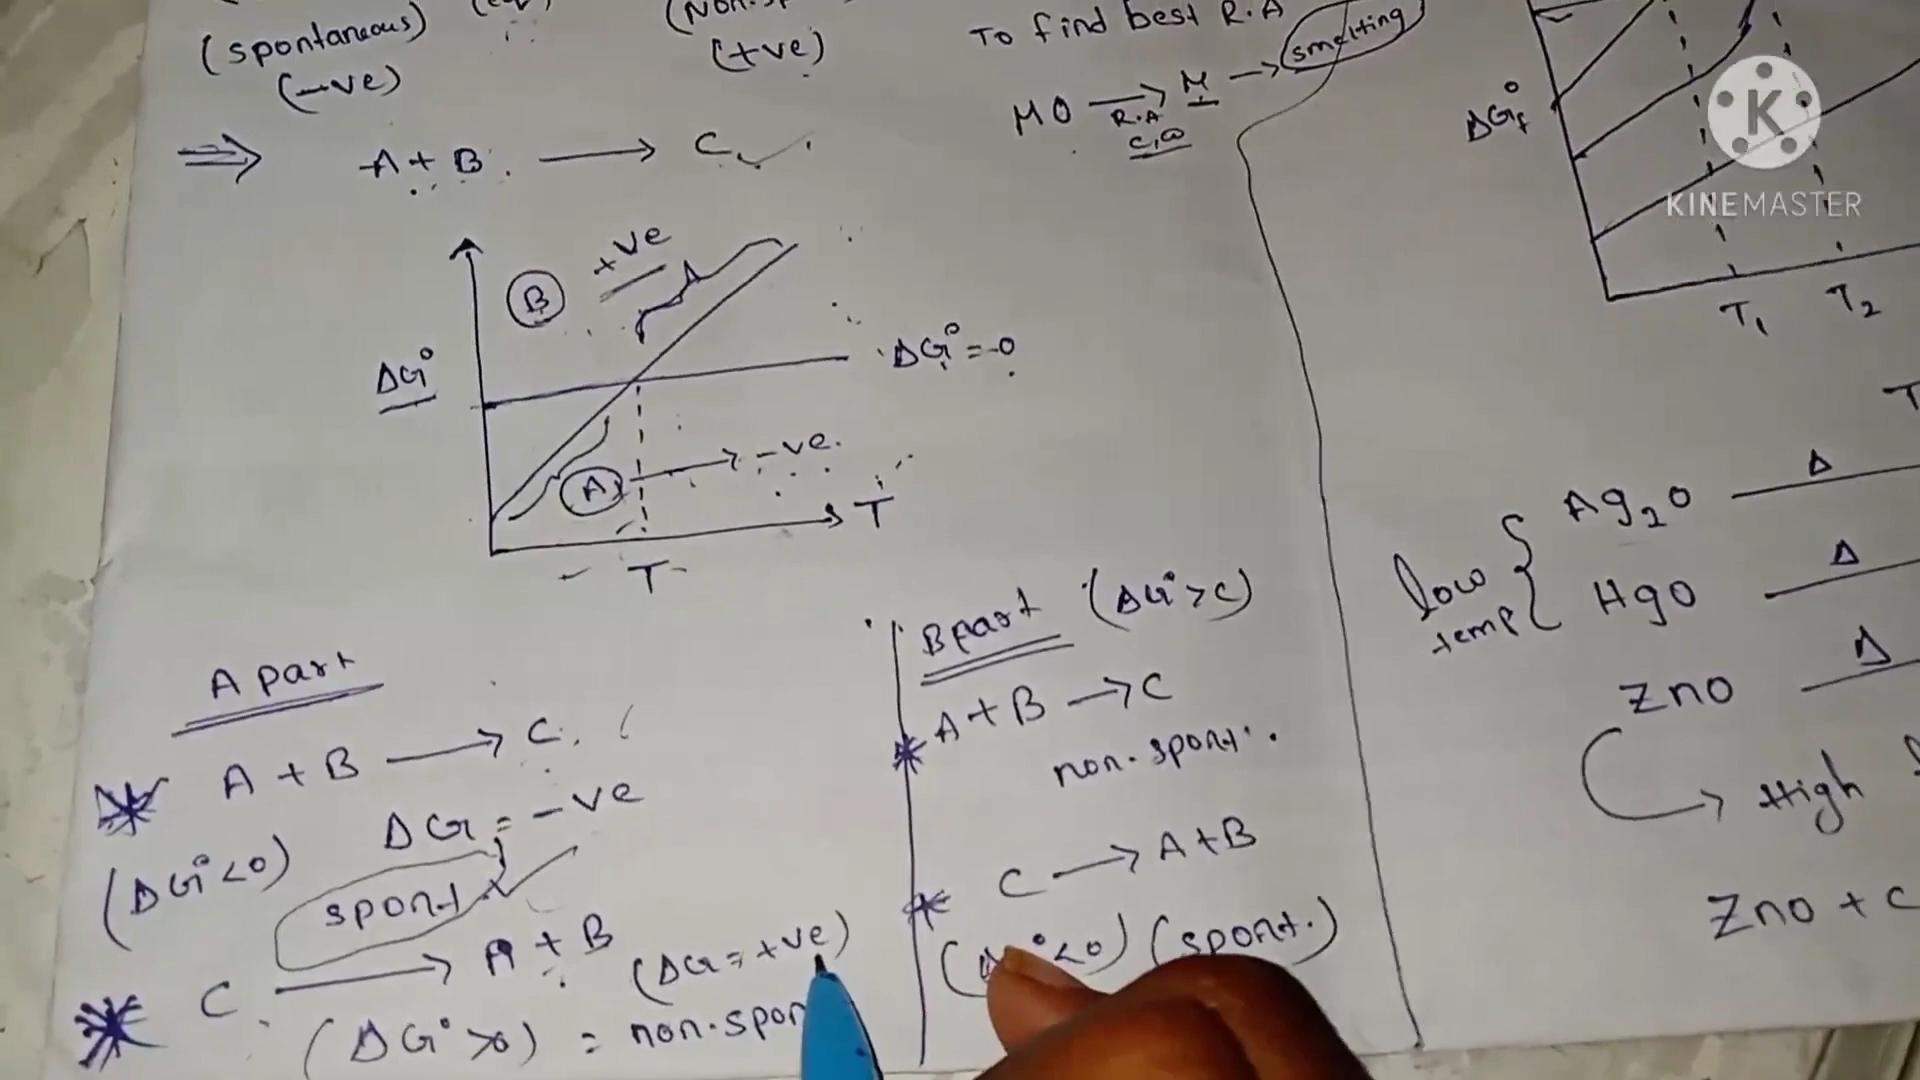 (spontaneous)
(-ve)
(+ve)
To find best R.A
MO → M → smelting
R.A
C, CO
⇒ A + B → C
B
+ve
ΔG°
ΔG° = 0
A → -ve.
T
T
A part
A + B → C
ΔG = -ve
(ΔG° <0)
spont
C → A + B (ΔG = +ve)
(ΔG° >0) = non.spon
B part (ΔG° > C)
A + B → C
non. spont.
C → A + B
<0) (spont.)
ΔG°f
T1 T2
T
low temp { Ag2O Δ
HgO Δ
ZnO Δ
→ High
ZnO + C
KINEMASTER